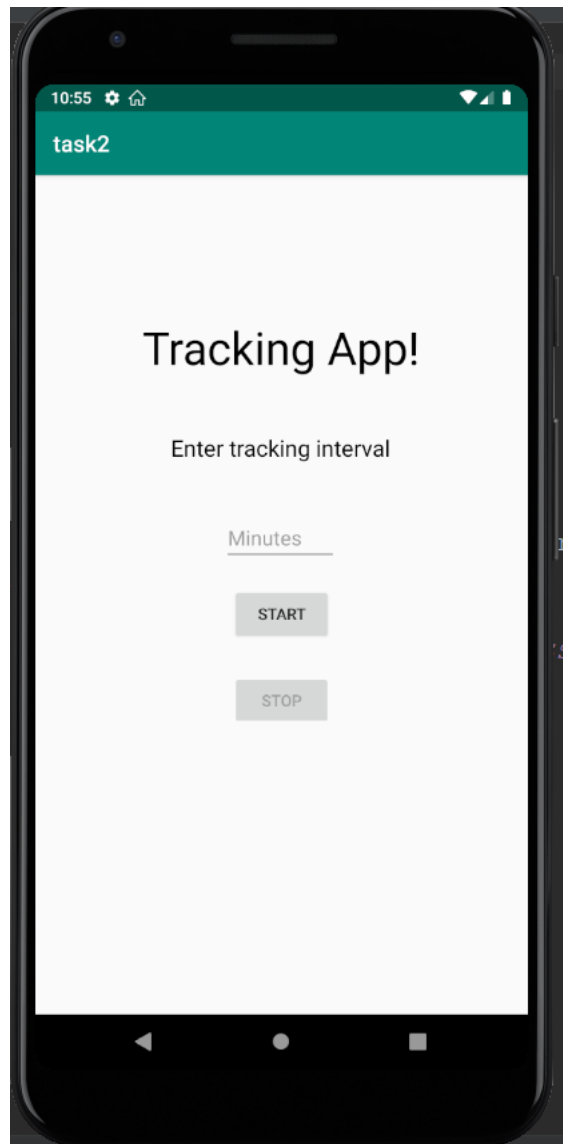 10:55
task2
Tracking App!
Enter tracking interval
Minutes
START
STOP